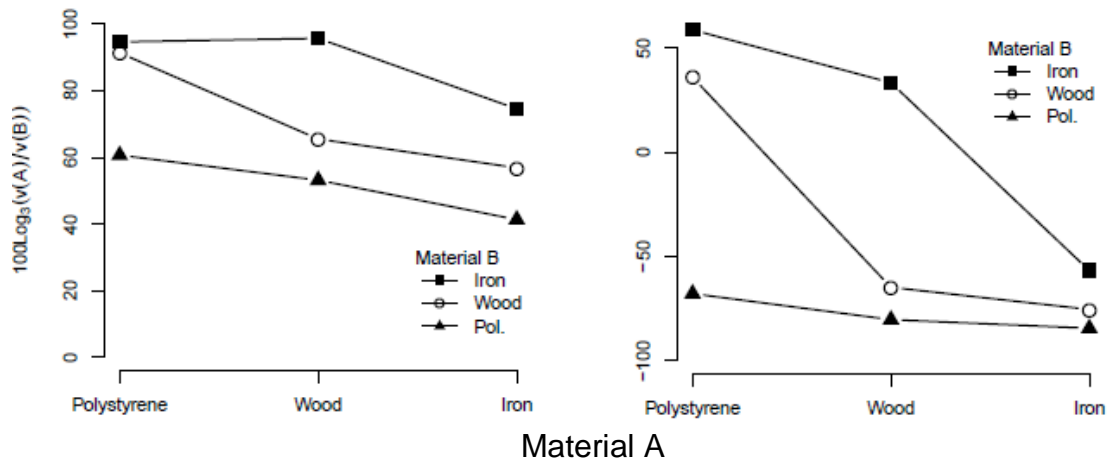 100Log₃(v(A)/v(B))
100
80
60
40
20
0
Material B
Iron
Wood
Pol.
Polystyrene
Wood
Iron
50
0
−50
−100
Material B
Iron
Wood
Pol.
Polystyrene
Wood
Iron
Material A